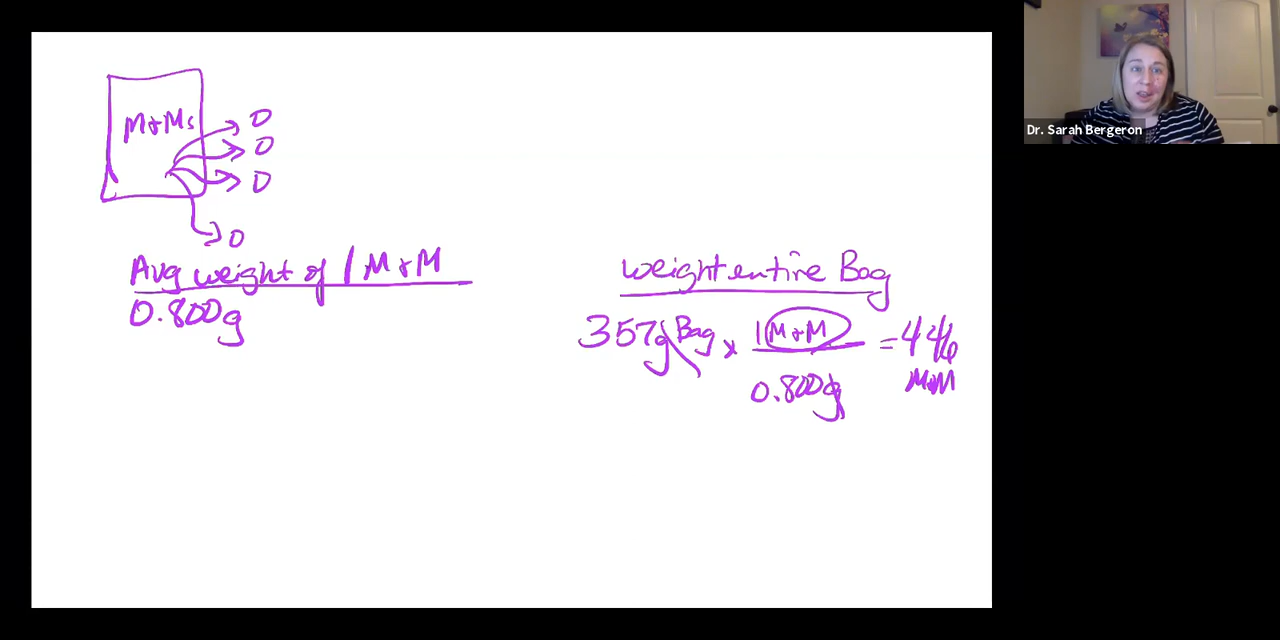 M+Ms
Avg weight of 1 M+M
0.800g
weight entire Bag
357g Bag x 1 M+M = 446
0.800g M+M
Dr. Sarah Bergeron